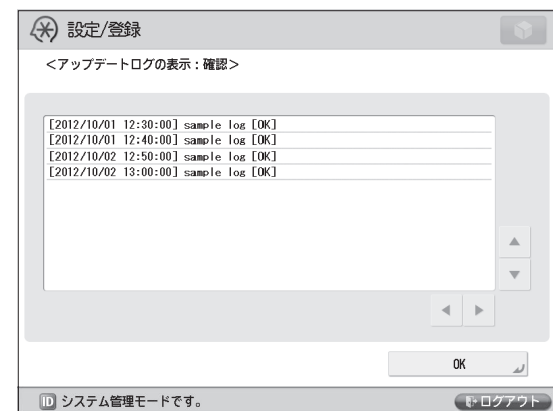 設定/登録
<アップデートログの表示:確認>
[2012/10/01 12:30:00] sample log [OK]
[2012/10/01 12:40:00] sample log [OK]
[2012/10/02 12:50:00] sample log [OK]
[2012/10/02 13:00:00] sample log [OK]
OK
ID システム管理モードです。
ログアウト